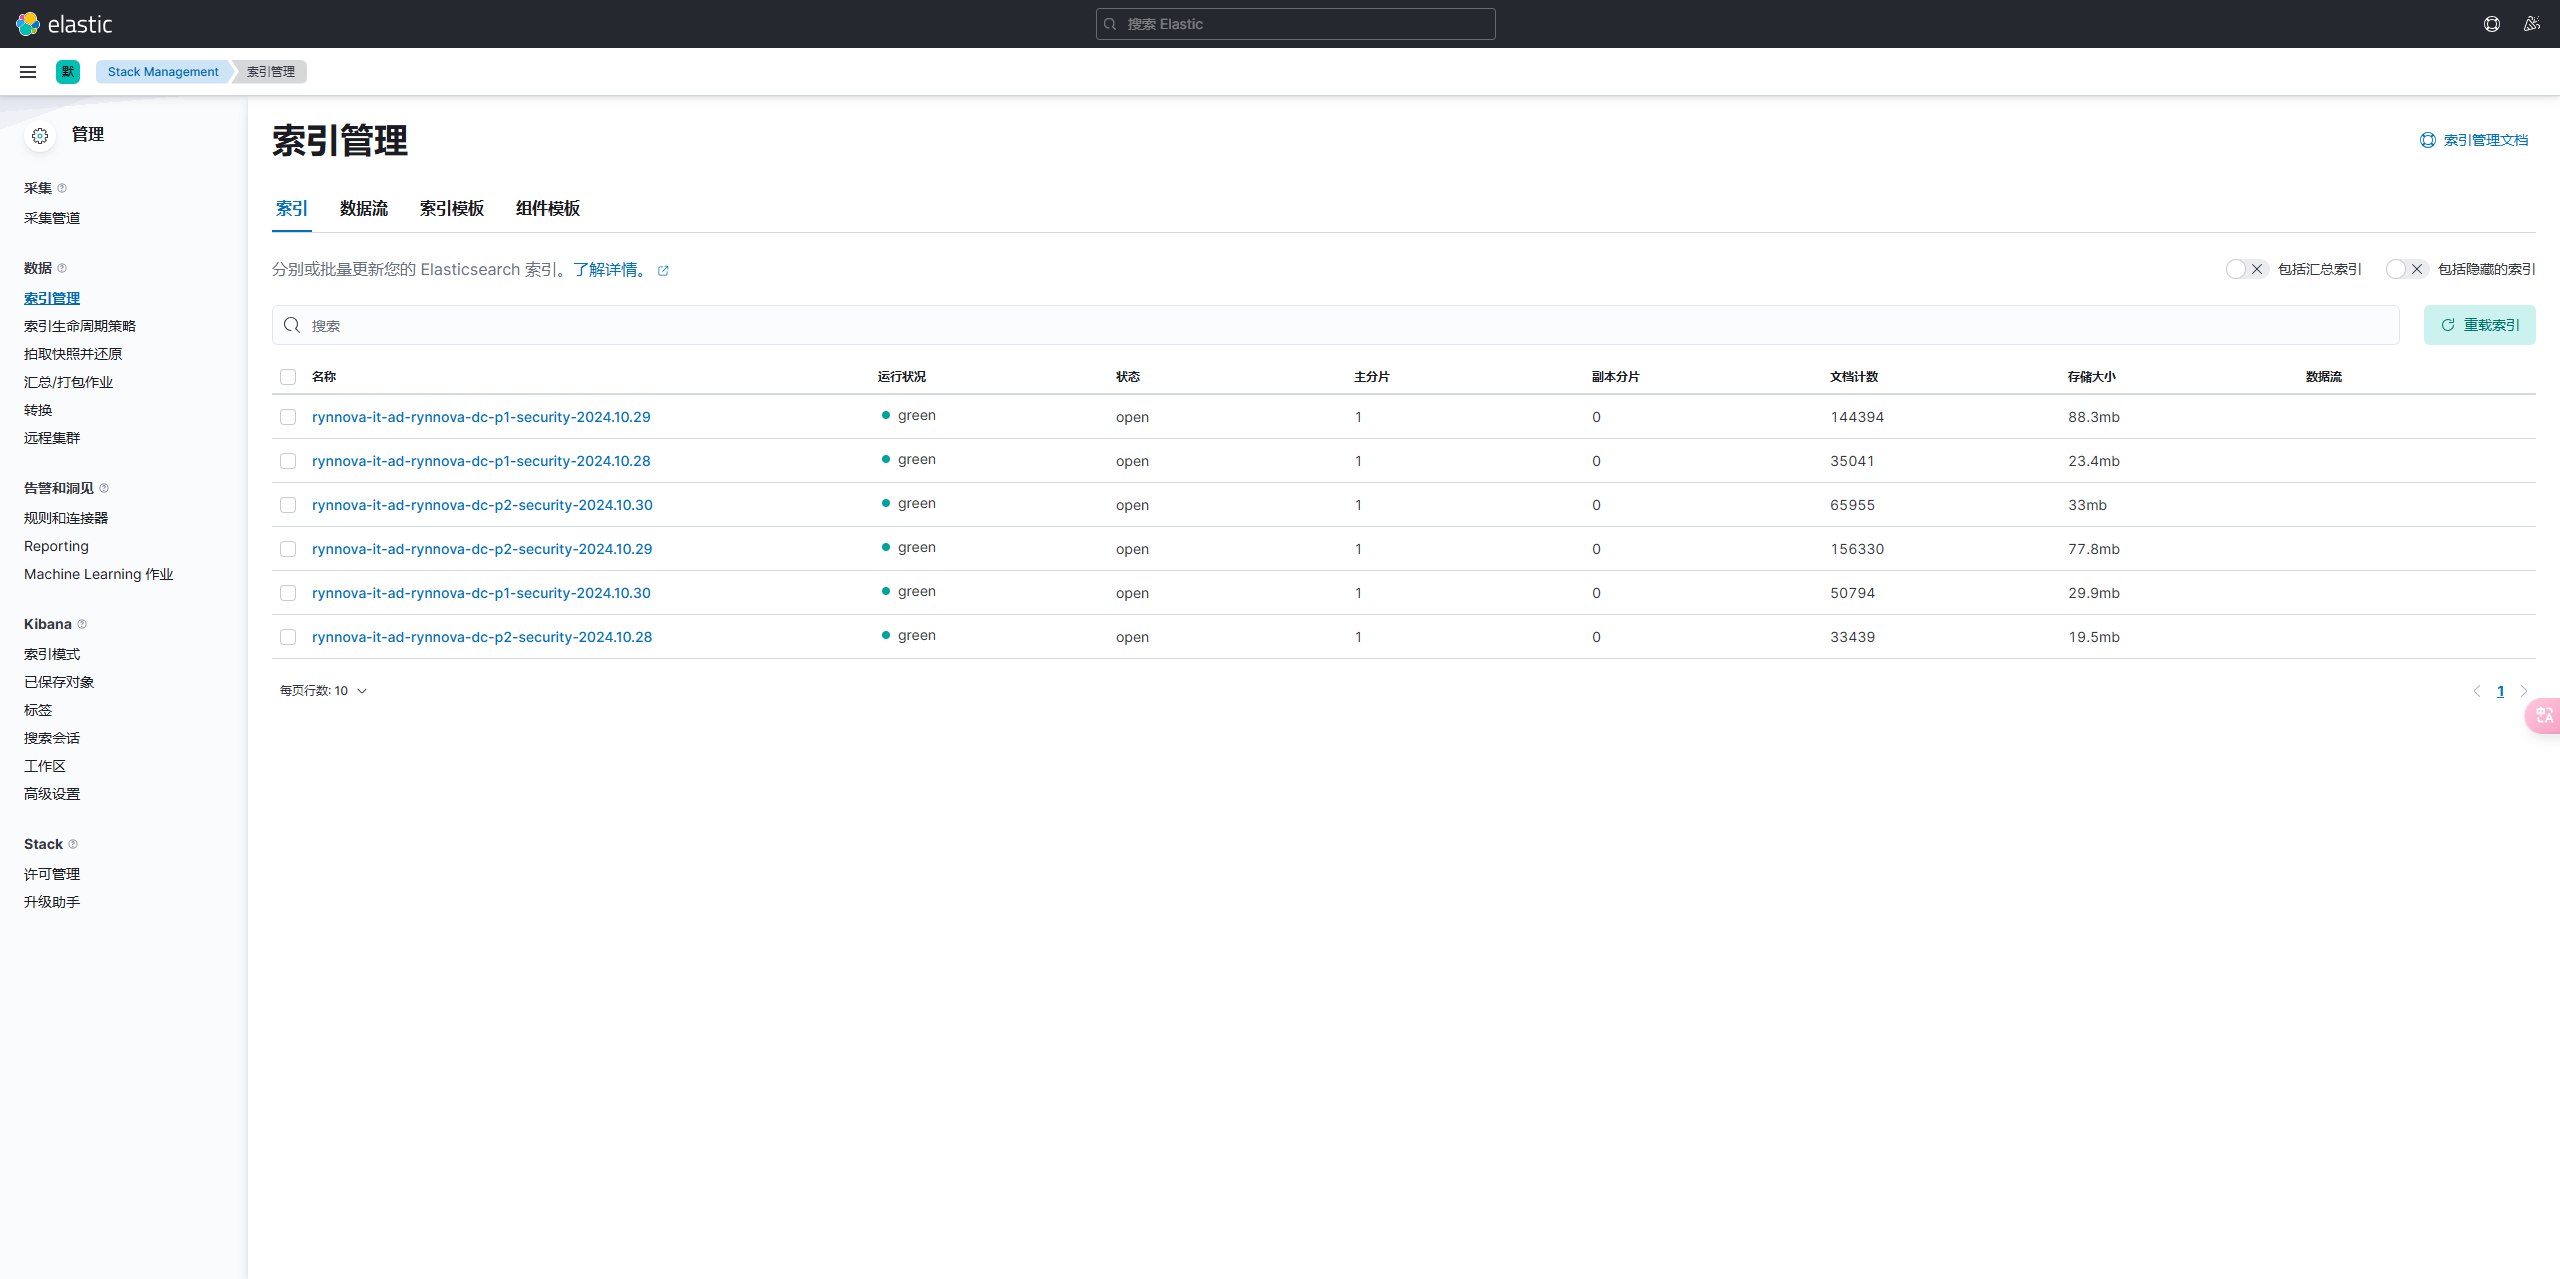 elastic
搜索 Elastic
默
Stack Management
索引管理
管理
采集
采集管道
数据
索引管理
索引生命周期策略
拍取快照并还原
汇总/打包作业
转换
远程集群
告警和洞见
规则和连接器
Reporting
Machine Learning 作业
Kibana
索引模式
已保存对象
标签
搜索会话
工作区
高级设置
Stack
许可管理
升级助手
索引管理
索引管理文档
索引 数据流 索引模板 组件模板
分别或批量更新您的 Elasticsearch 索引。了解详情。
包括汇总索引 包括隐藏的索引
搜索
重载索引
名称 运行状况 状态 主分片 副本分片 文档计数 存储大小 数据流
rynnova-it-ad-rynnova-dc-p1-security-2024.10.29 green open 1 0 144394 88.3mb
rynnova-it-ad-rynnova-dc-p1-security-2024.10.28 green open 1 0 35041 23.4mb
rynnova-it-ad-rynnova-dc-p2-security-2024.10.30 green open 1 0 65955 33mb
rynnova-it-ad-rynnova-dc-p2-security-2024.10.29 green open 1 0 156330 77.8mb
rynnova-it-ad-rynnova-dc-p1-security-2024.10.30 green open 1 0 50794 29.9mb
rynnova-it-ad-rynnova-dc-p2-security-2024.10.28 green open 1 0 33439 19.5mb
每页行数: 10
1
中A